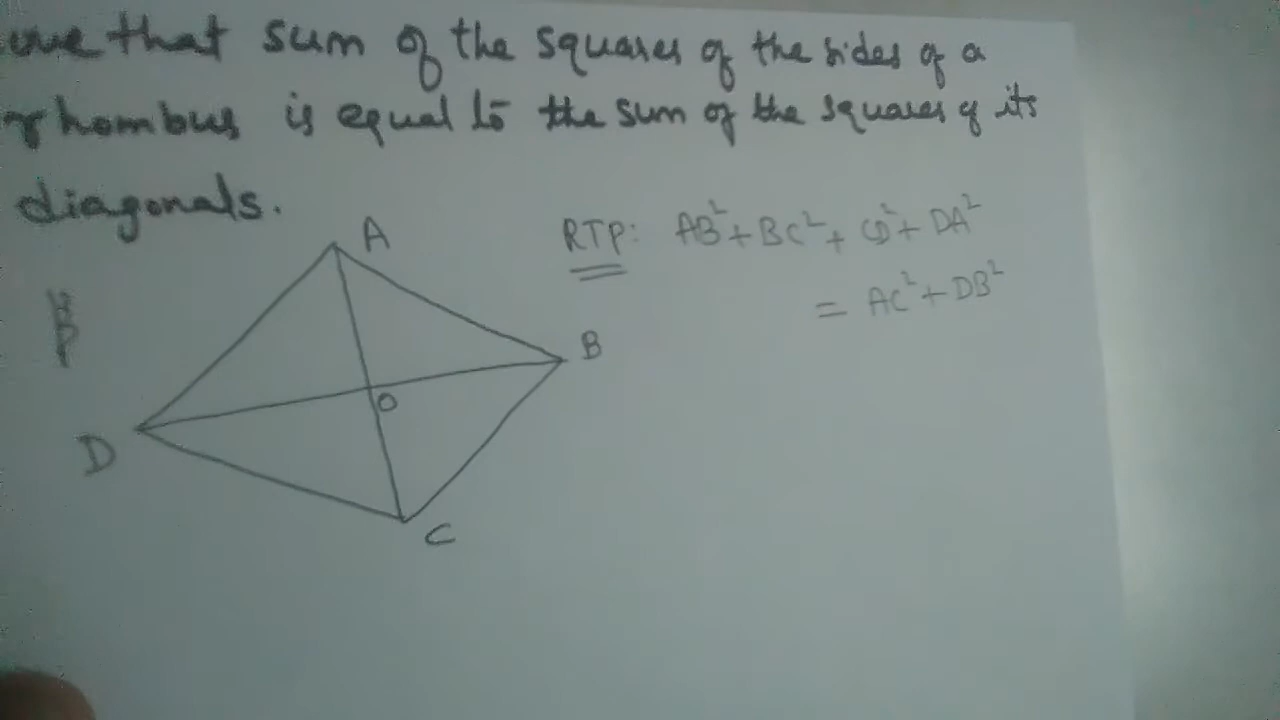 ove that sum of the squares of the sides of a
rhombus is equal to the sum of the squares of its
diagonals.
A
RTP: AB²+BC²+CD²+DA²
= AC²+DB²
B
O
D
C